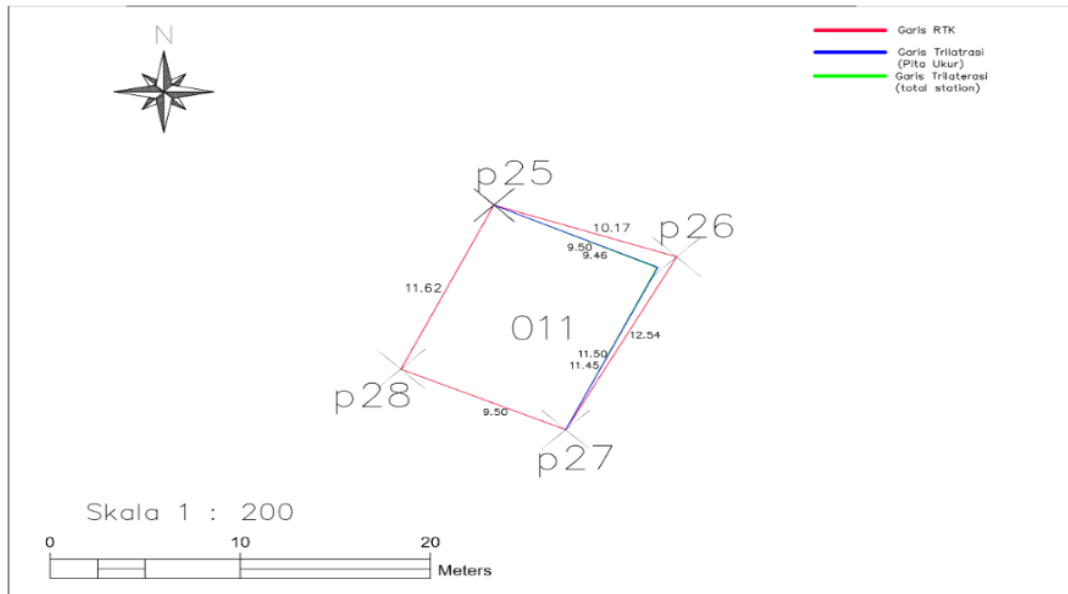 N
Garis RTK
Garis Trilatrasi
(Pita Ukur)
Garis Trilaterasi
(total station)
p25
10.17
p26
9.50
9.46
11.62
011
12.54
11.50
11.45
p28
9.50
p27
Skala 1 : 200
0 10 20
Meters